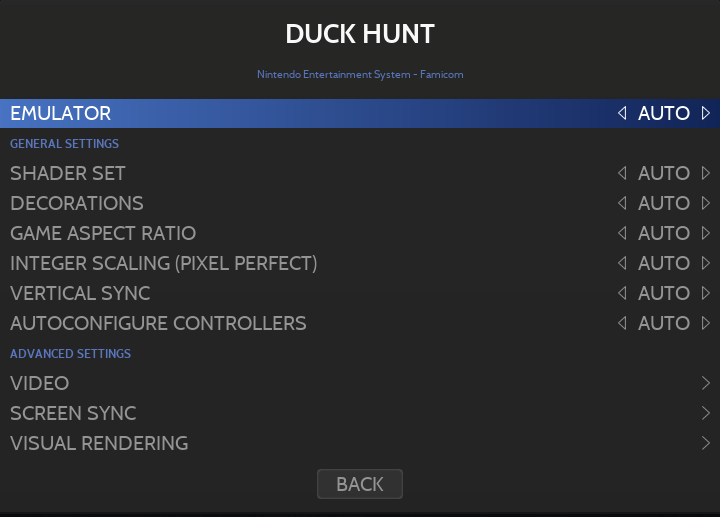 DUCK HUNT
Nintendo Entertainment System - Famicom
EMULATOR AUTO
GENERAL SETTINGS
SHADER SET AUTO
DECORATIONS AUTO
GAME ASPECT RATIO AUTO
INTEGER SCALING (PIXEL PERFECT) AUTO
VERTICAL SYNC AUTO
AUTOCONFIGURE CONTROLLERS AUTO
ADVANCED SETTINGS
VIDEO
SCREEN SYNC
VISUAL RENDERING
BACK